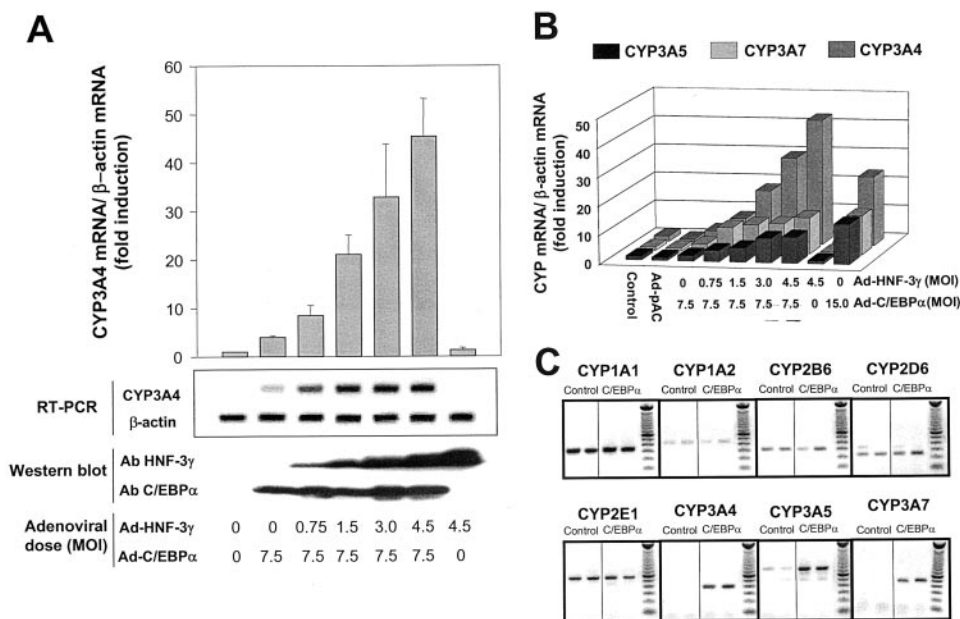 A
CYP3A4 mRNA/ β-actin mRNA
(fold induction)
60
50
40
30
20
10
0
RT-PCR
CYP3A4
β-actin
Western blot
Ab HNF-3γ
Ab C/EBPα
Adenoviral
dose (MOI)
Ad-HNF-3γ 0 0 0.75 1.5 3.0 4.5 4.5
Ad-C/EBPα 0 7.5 7.5 7.5 7.5 7.5 0
B
CYP3A5 CYP3A7 CYP3A4
CYP mRNA/ β-actin mRNA
(fold induction)
50
40
30
20
10
0
Control
Ad-pAC
0 0.75 1.5 3.0 4.5 4.5 0 Ad-HNF-3γ (MOI)
7.5 7.5 7.5 7.5 7.5 0 15.0 Ad-C/EBPα(MOI)
C
CYP1A1 CYP1A2 CYP2B6 CYP2D6
Control C/EBPα Control C/EBPα Control C/EBPα Control C/EBPα
CYP2E1 CYP3A4 CYP3A5 CYP3A7
Control C/EBPα Control C/EBPα Control C/EBPα Control C/EBPα